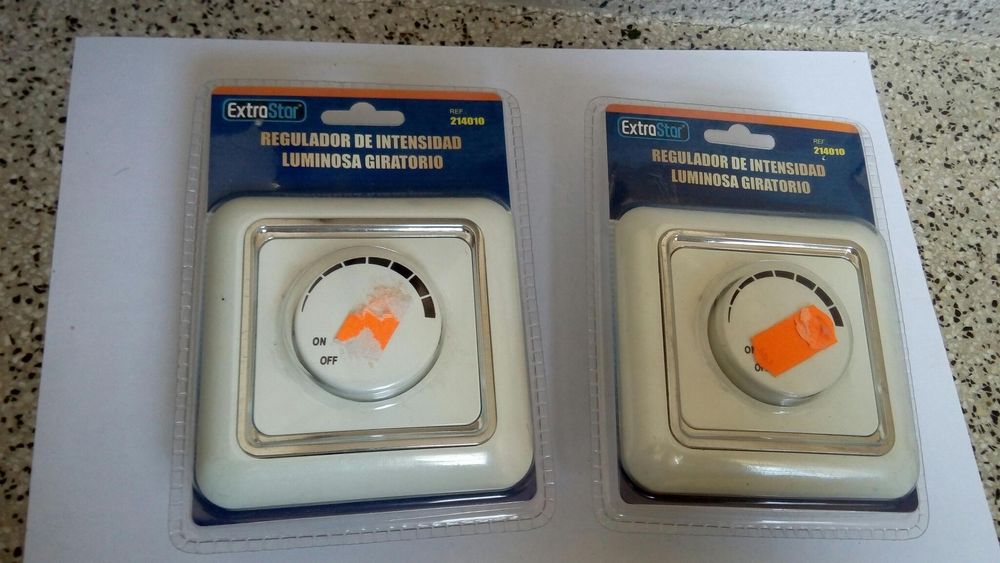 ExtraStar
REF.
214010
REGULADOR DE INTENSIDAD
LUMINOSA GIRATORIO
ON
OFF
ExtraStar
REF.
214010
REGULADOR DE INTENSIDAD
LUMINOSA GIRATORIO